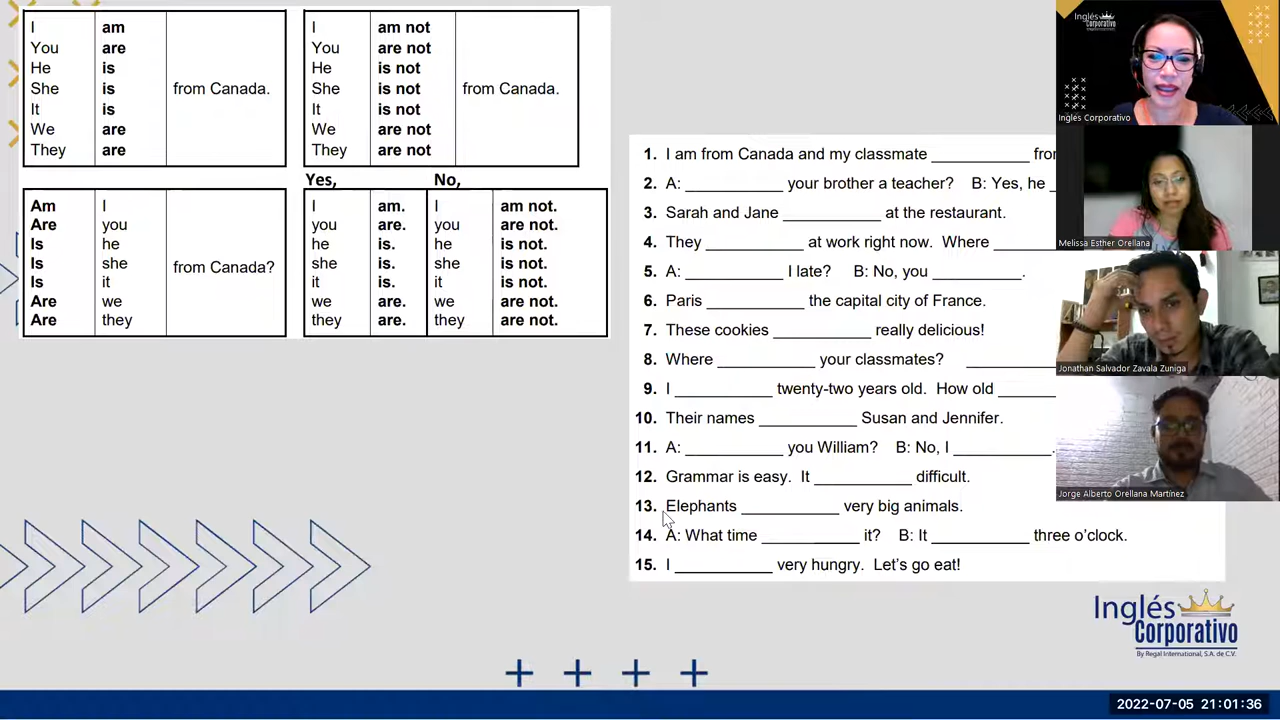 I am from Canada.
You are
He is
She is
It is
We are
They are
I am not from Canada.
You are not
He is not
She is not
It is not
We are not
They are not
Am I from Canada?
Are you
Is he
Is she
Is it
Are we
Are they
Yes, No,
I am. I am not.
you are. you are not.
he is. he is not.
she is. she is not.
it is. it is not.
we are. we are not.
they are. they are not.
1. I am from Canada and my classmate ___________ fro
2. A: ___________ your brother a teacher? B: Yes, he _
3. Sarah and Jane ___________ at the restaurant.
4. They ___________ at work right now. Where _______
5. A: ___________ I late? B: No, you ___________.
6. Paris ___________ the capital city of France.
7. These cookies ___________ really delicious!
8. Where ___________ your classmates? __________
9. I ___________ twenty-two years old. How old _______
10. Their names ___________ Susan and Jennifer.
11. A: ___________ you William? B: No, I ___________.
12. Grammar is easy. It ___________ difficult.
13. Elephants ___________ very big animals.
14. A: What time ___________ it? B: It ___________ three o'clock.
15. I ___________ very hungry. Let's go eat!
Inglés
Corporativo
Inglés Corporativo
Melissa Esther Orellana
Jonathan Salvador Zavala Zuniga
Jorge Alberto Orellana Martínez
Inglés
Corporativo
By Regal International, S.A. de C.V.
2022-07-05 21:01:36